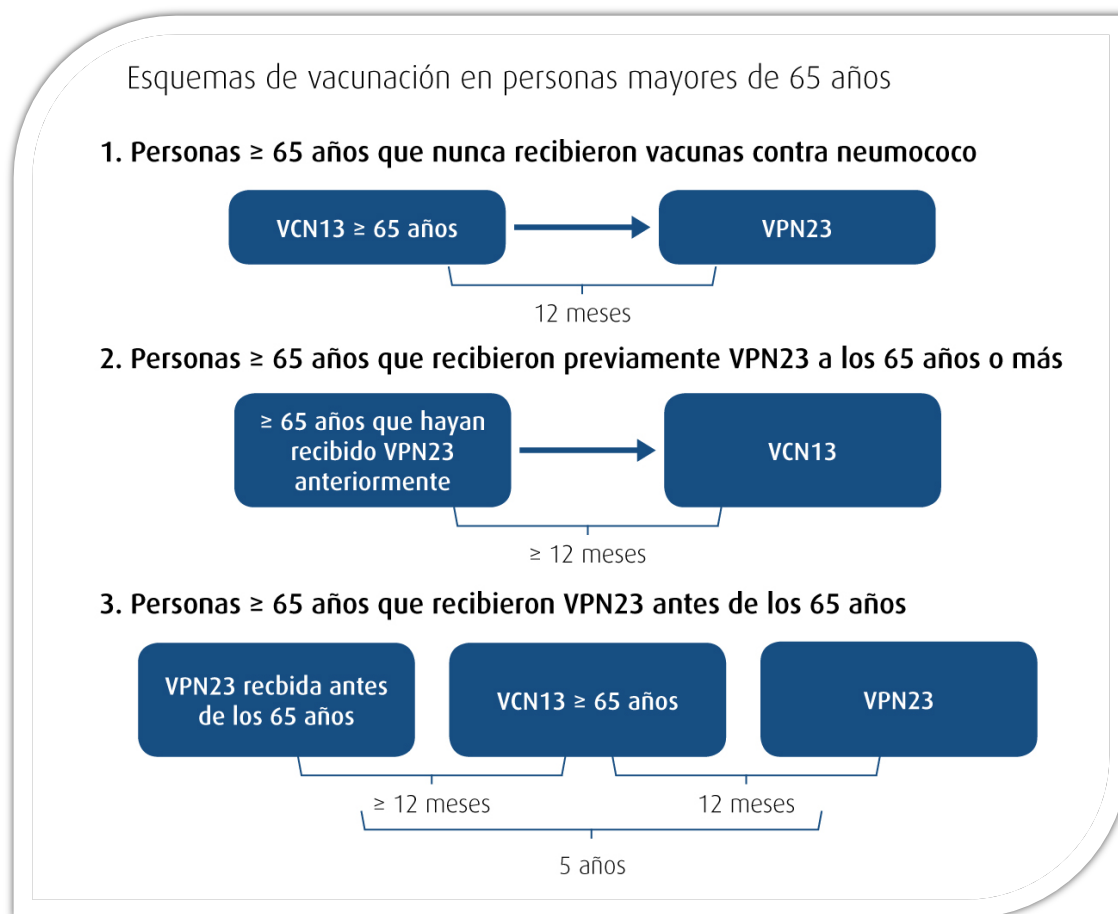 Esquemas de vacunación en personas mayores de 65 años
1. Personas ≥ 65 años que nunca recibieron vacunas contra neumococo
VCN13 ≥ 65 años
VPN23
12 meses
2. Personas ≥ 65 años que recibieron previamente VPN23 a los 65 años o más
≥ 65 años que hayan
recibido VPN23
anteriormente
VCN13
≥ 12 meses
3. Personas ≥ 65 años que recibieron VPN23 antes de los 65 años
VPN23 recbida antes
de los 65 años
VCN13 ≥ 65 años
VPN23
≥ 12 meses
12 meses
5 años